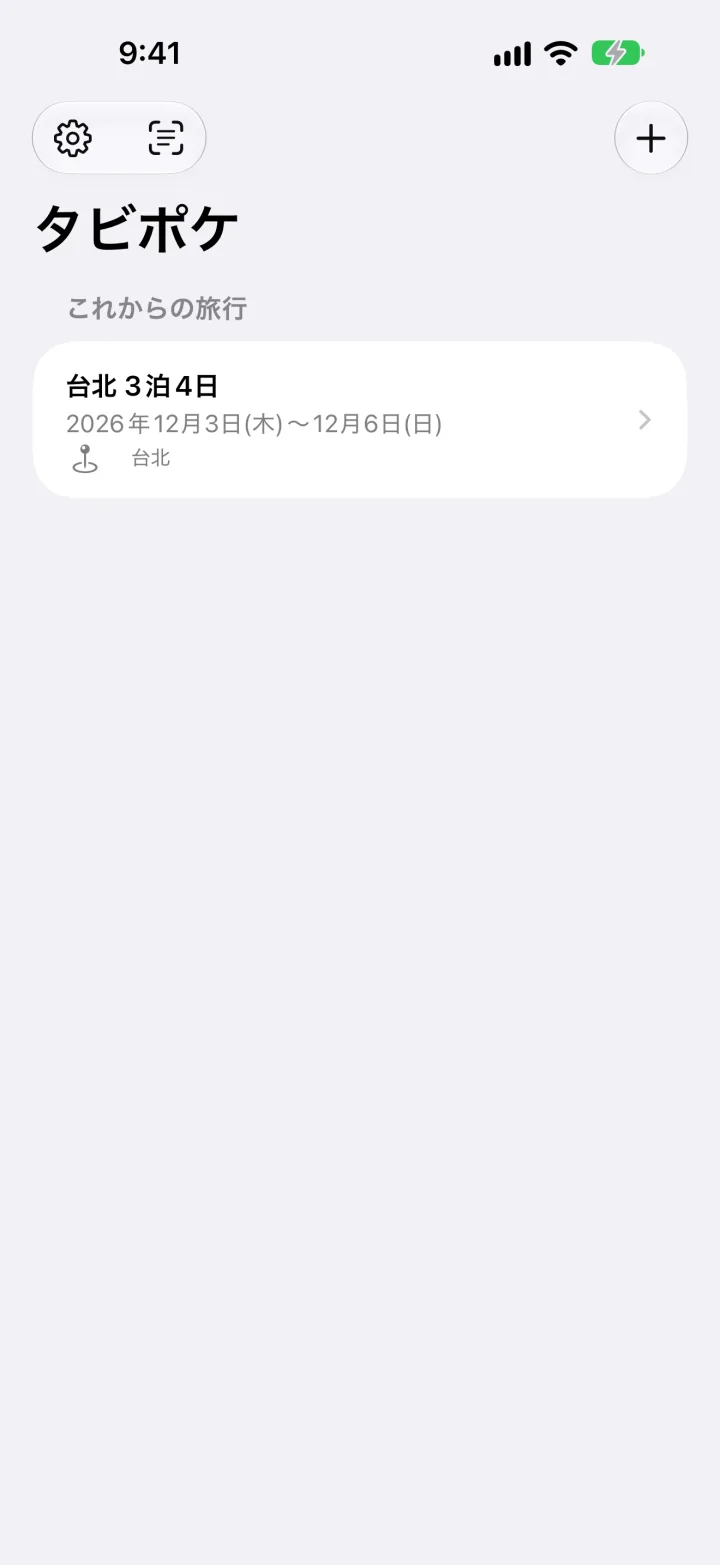 9:41
タビポケ
これからの旅行
台北 3泊4日
2026年12月3日(木)〜12月6日(日)
台北